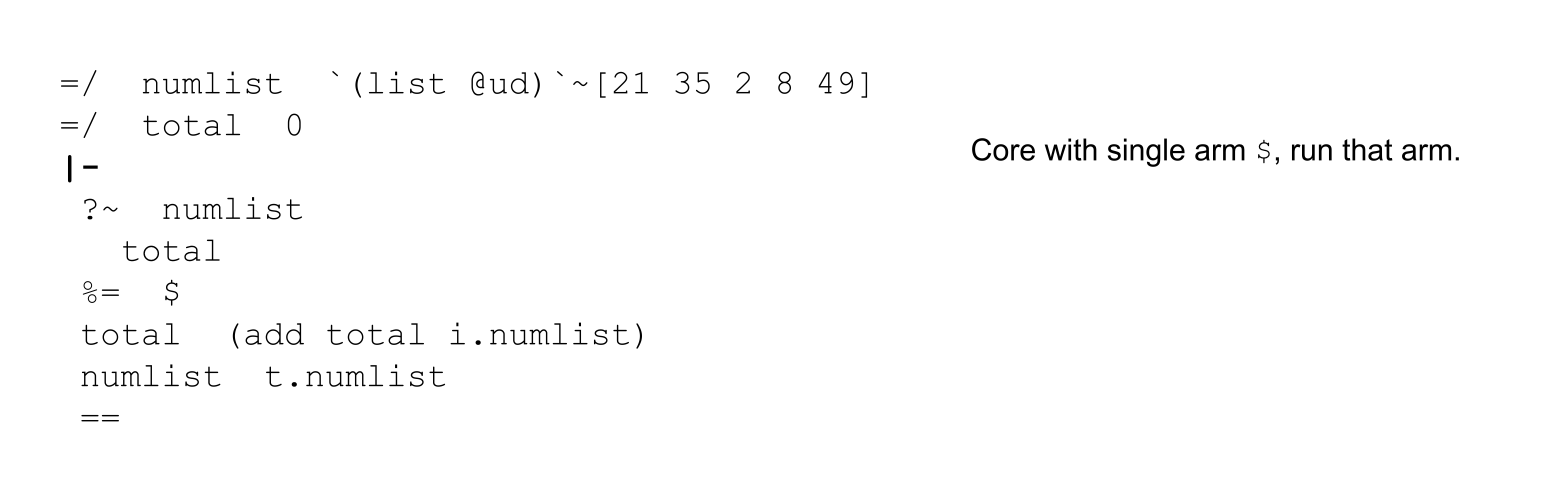 =/  numlist  `(list @ud)`~[21 35 2 8 49]
=/  total  0
Core with single arm $, run that arm.
|-
 ?~  numlist
   total
 %=  $
 total  (add total i.numlist)
 numlist  t.numlist
 ==